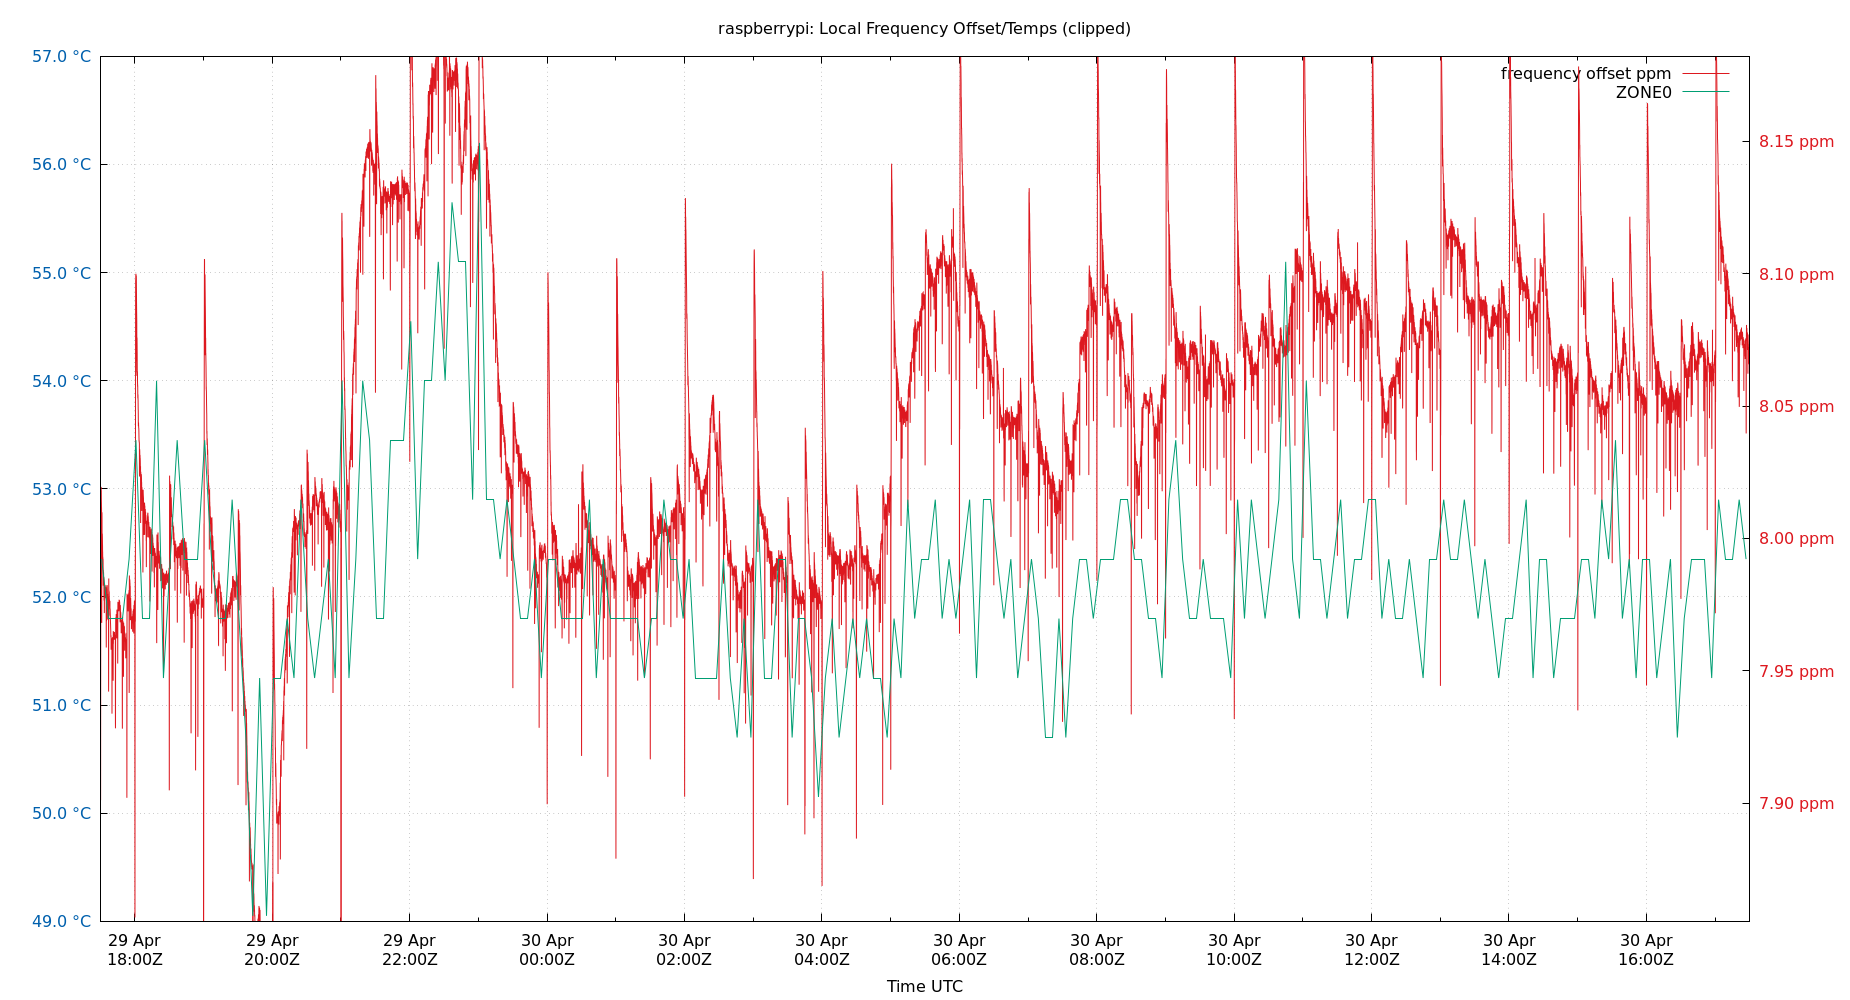 raspberrypi: Local Frequency Offset/Temps (clipped)
57.0 °C
56.0 °C
55.0 °C
54.0 °C
53.0 °C
52.0 °C
51.0 °C
50.0 °C
49.0 °C
frequency offset ppm
ZONE0
8.15 ppm
8.10 ppm
8.05 ppm
8.00 ppm
7.95 ppm
7.90 ppm
29 Apr 29 Apr 29 Apr 30 Apr 30 Apr 30 Apr 30 Apr 30 Apr 30 Apr 30 Apr 30 Apr 30 Apr
18:00Z 20:00Z 22:00Z 00:00Z 02:00Z 04:00Z 06:00Z 08:00Z 10:00Z 12:00Z 14:00Z 16:00Z
Time UTC